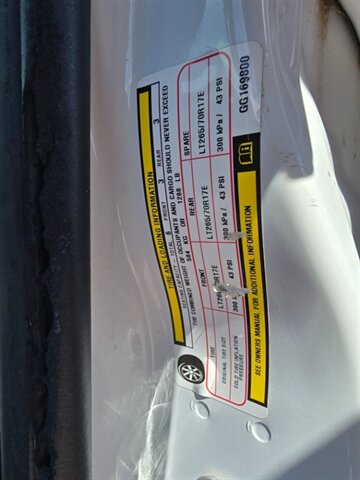 TIRE AND LOADING INFORMATION
SEATING CAPACITY - TOTAL 6 FRONT 3 REAR 3
THE COMBINED WEIGHT OF OCCUPANTS AND CARGO SHOULD NEVER EXCEED
584 KG OR 1288 LB
TIRE FRONT REAR SPARE
ORIGINAL TIRE SIZE LT265/70R17E LT265/70R17E LT265/70R17E
COLD TIRE INFLATION PRESSURE 300 43 PSI 300 kPa / 43 PSI 300 kPa / 43 PSI
SEE OWNERS MANUAL FOR ADDITIONAL INFORMATION
GG169800